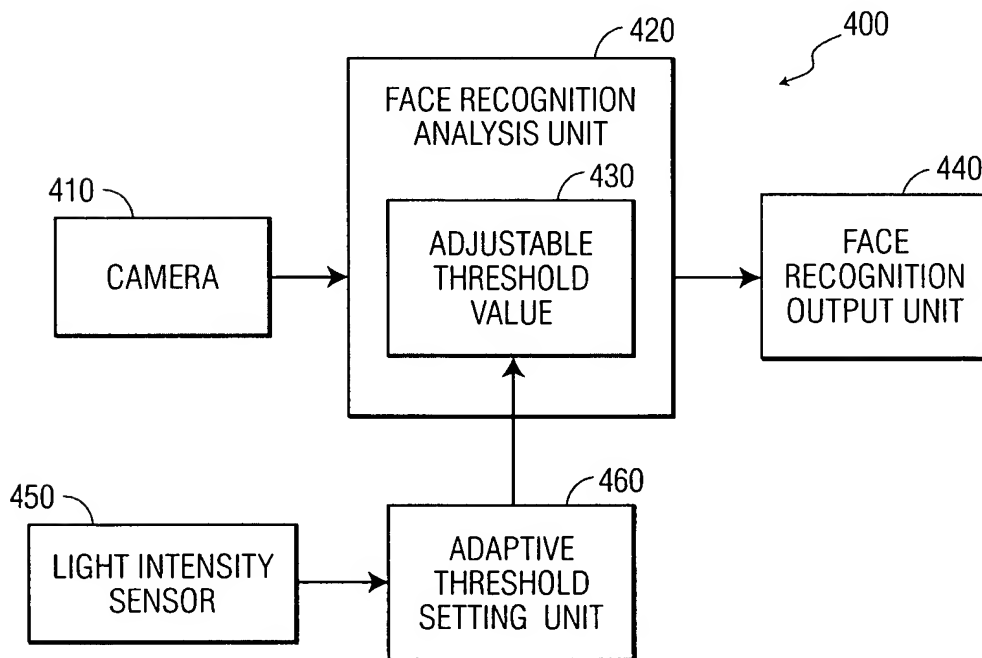 400
420
FACE RECOGNITION
ANALYSIS UNIT
410
CAMERA
430
ADJUSTABLE
THRESHOLD
VALUE
440
FACE
RECOGNITION
OUTPUT UNIT
450
LIGHT INTENSITY
SENSOR
460
ADAPTIVE
THRESHOLD
SETTING UNIT